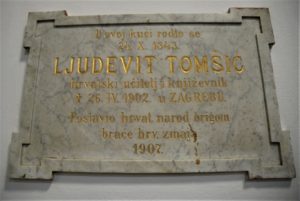 U ovoj kući rodio se
X. 1843.
LJUDEVIT TOMŠIĆ
hrvatski učitelj i književnik
† 26. IV. 1902. u ZAGREBU.
Postavio hrvat. narod brigom
braće hrv. zmaja
1907.